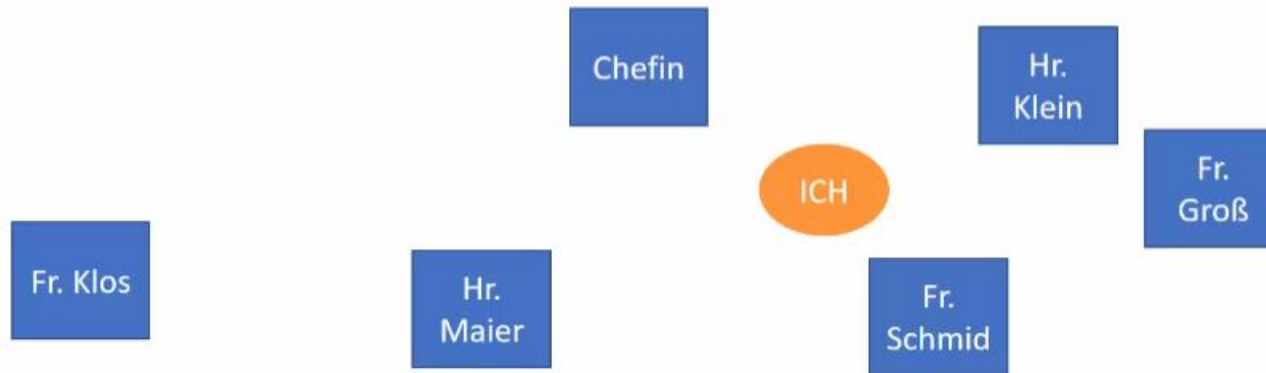 Chefin
Hr.
Klein
ICH
Fr.
Groß
Fr. Klos
Hr.
Maier
Fr.
Schmid